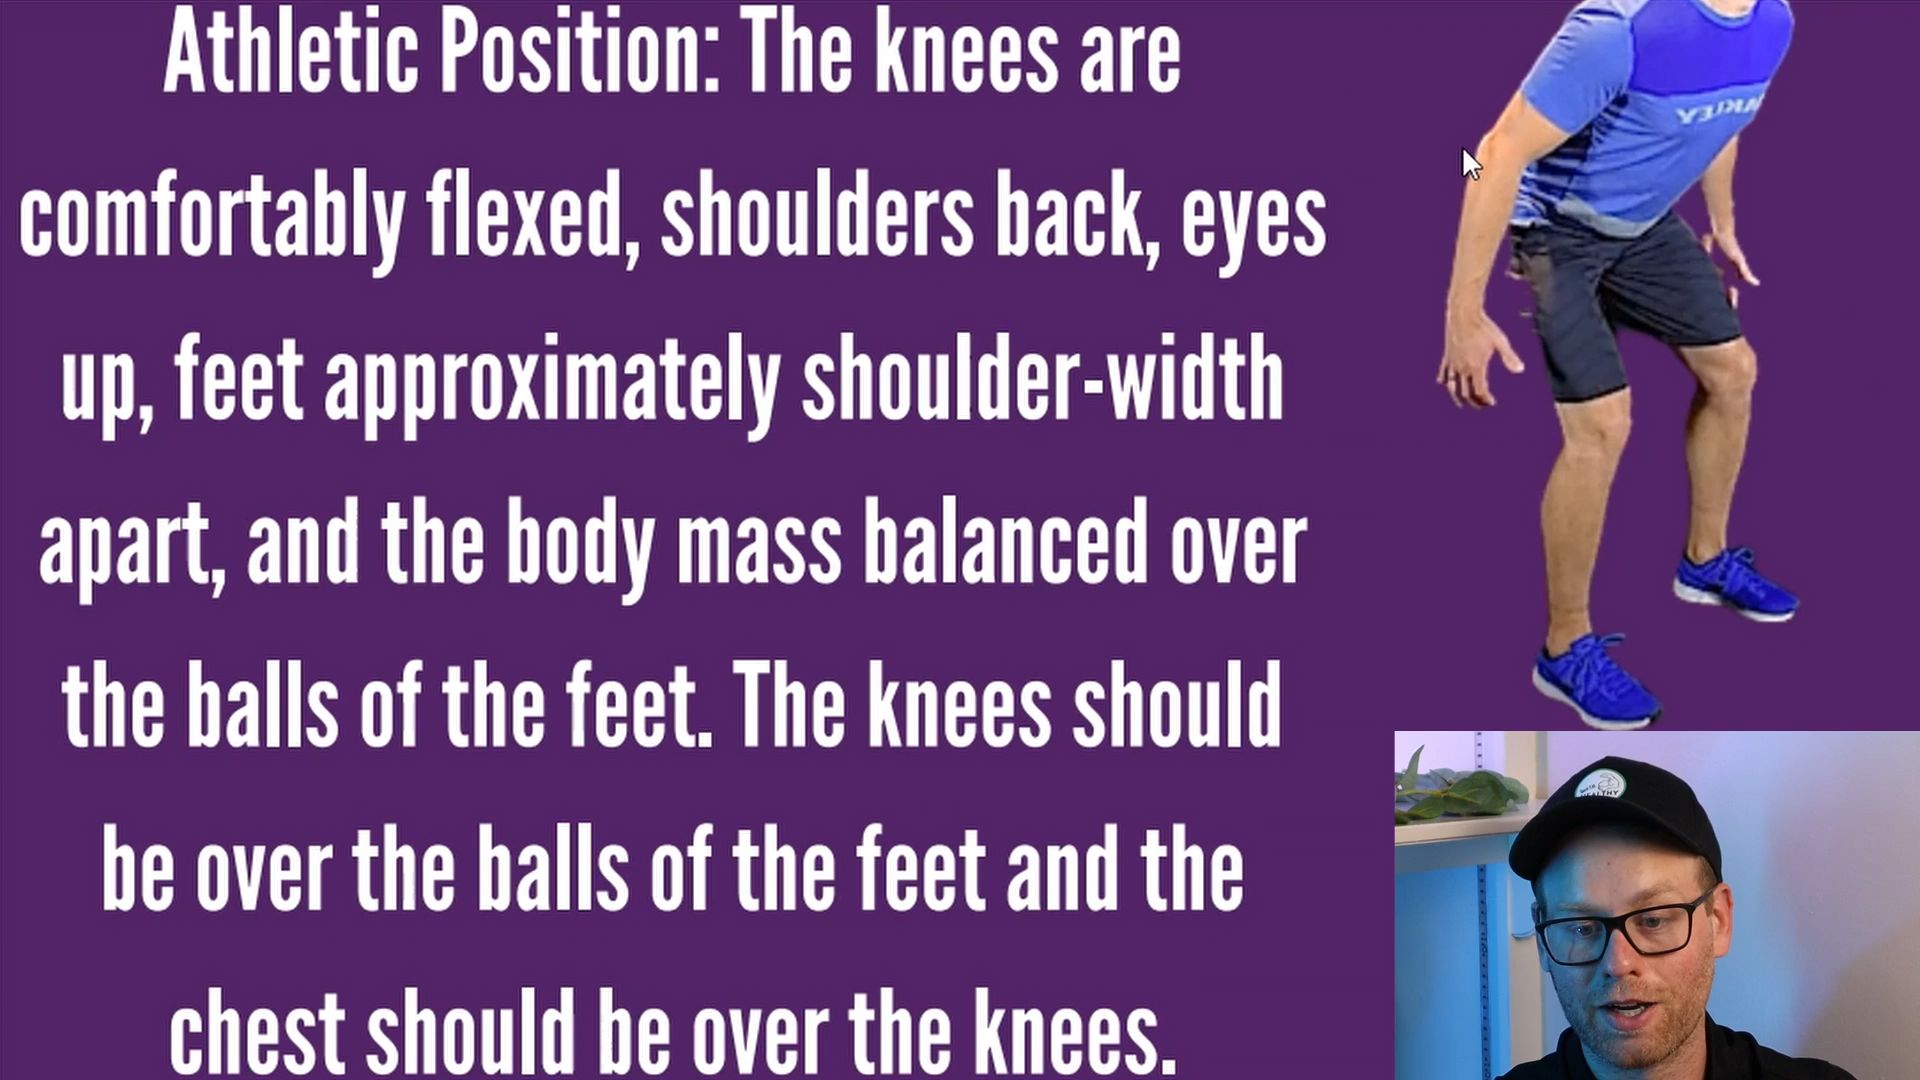 Athletic Position: The knees are
comfortably flexed, shoulders back, eyes
up, feet approximately shoulder-width
apart, and the body mass balanced over
the balls of the feet. The knees should
be over the balls of the feet and the
chest should be over the knees.
HEALTHY